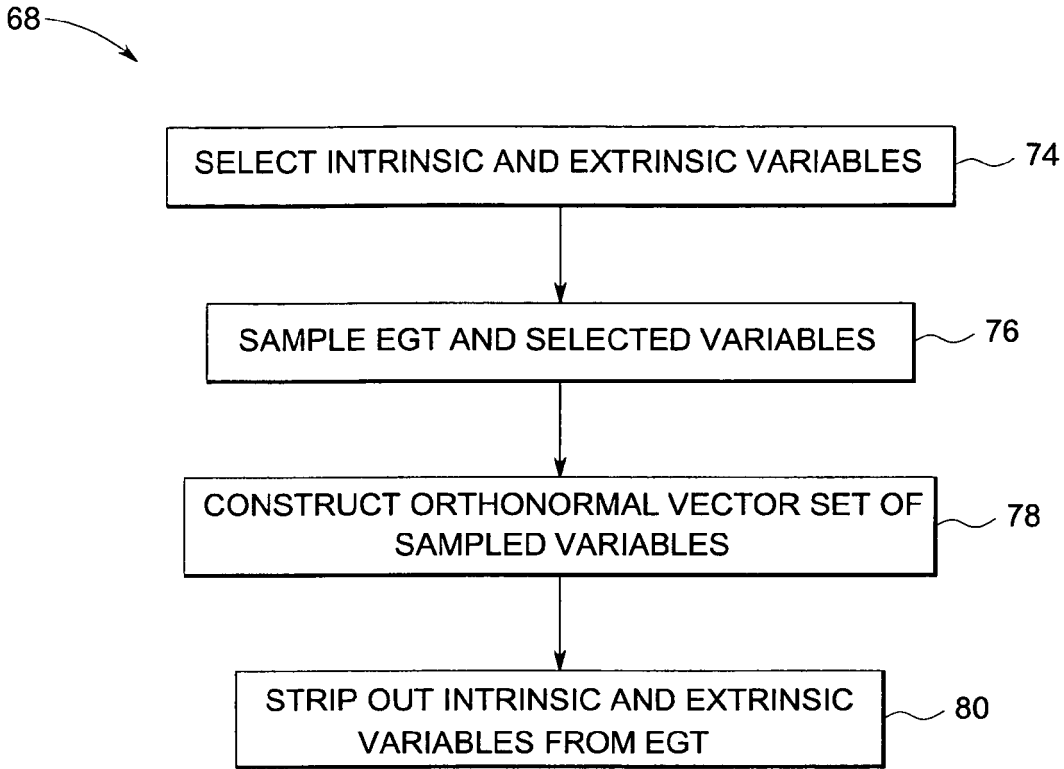 68
SELECT INTRINSIC AND EXTRINSIC VARIABLES
74
SAMPLE EGT AND SELECTED VARIABLES
76
CONSTRUCT ORTHONORMAL VECTOR SET OF
SAMPLED VARIABLES
78
STRIP OUT INTRINSIC AND EXTRINSIC
VARIABLES FROM EGT
80